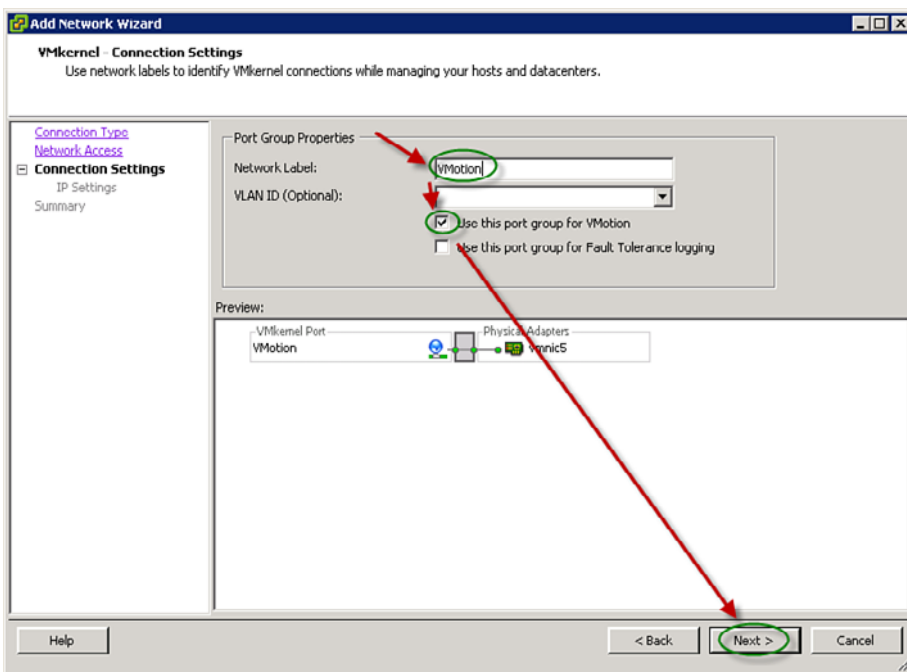 Add Network Wizard
VMkernel - Connection Settings
Use network labels to identify VMkernel connections while managing your hosts and datacenters.
Connection Type
Network Access
Connection Settings
IP Settings
Summary
Port Group Properties
Network Label:
VMotion
VLAN ID (Optional):
Use this port group for VMotion
Use this port group for Fault Tolerance logging
Preview:
VMkernel Port
VMotion
Physical Adapters
vmnic5
Help
< Back
Next >
Cancel